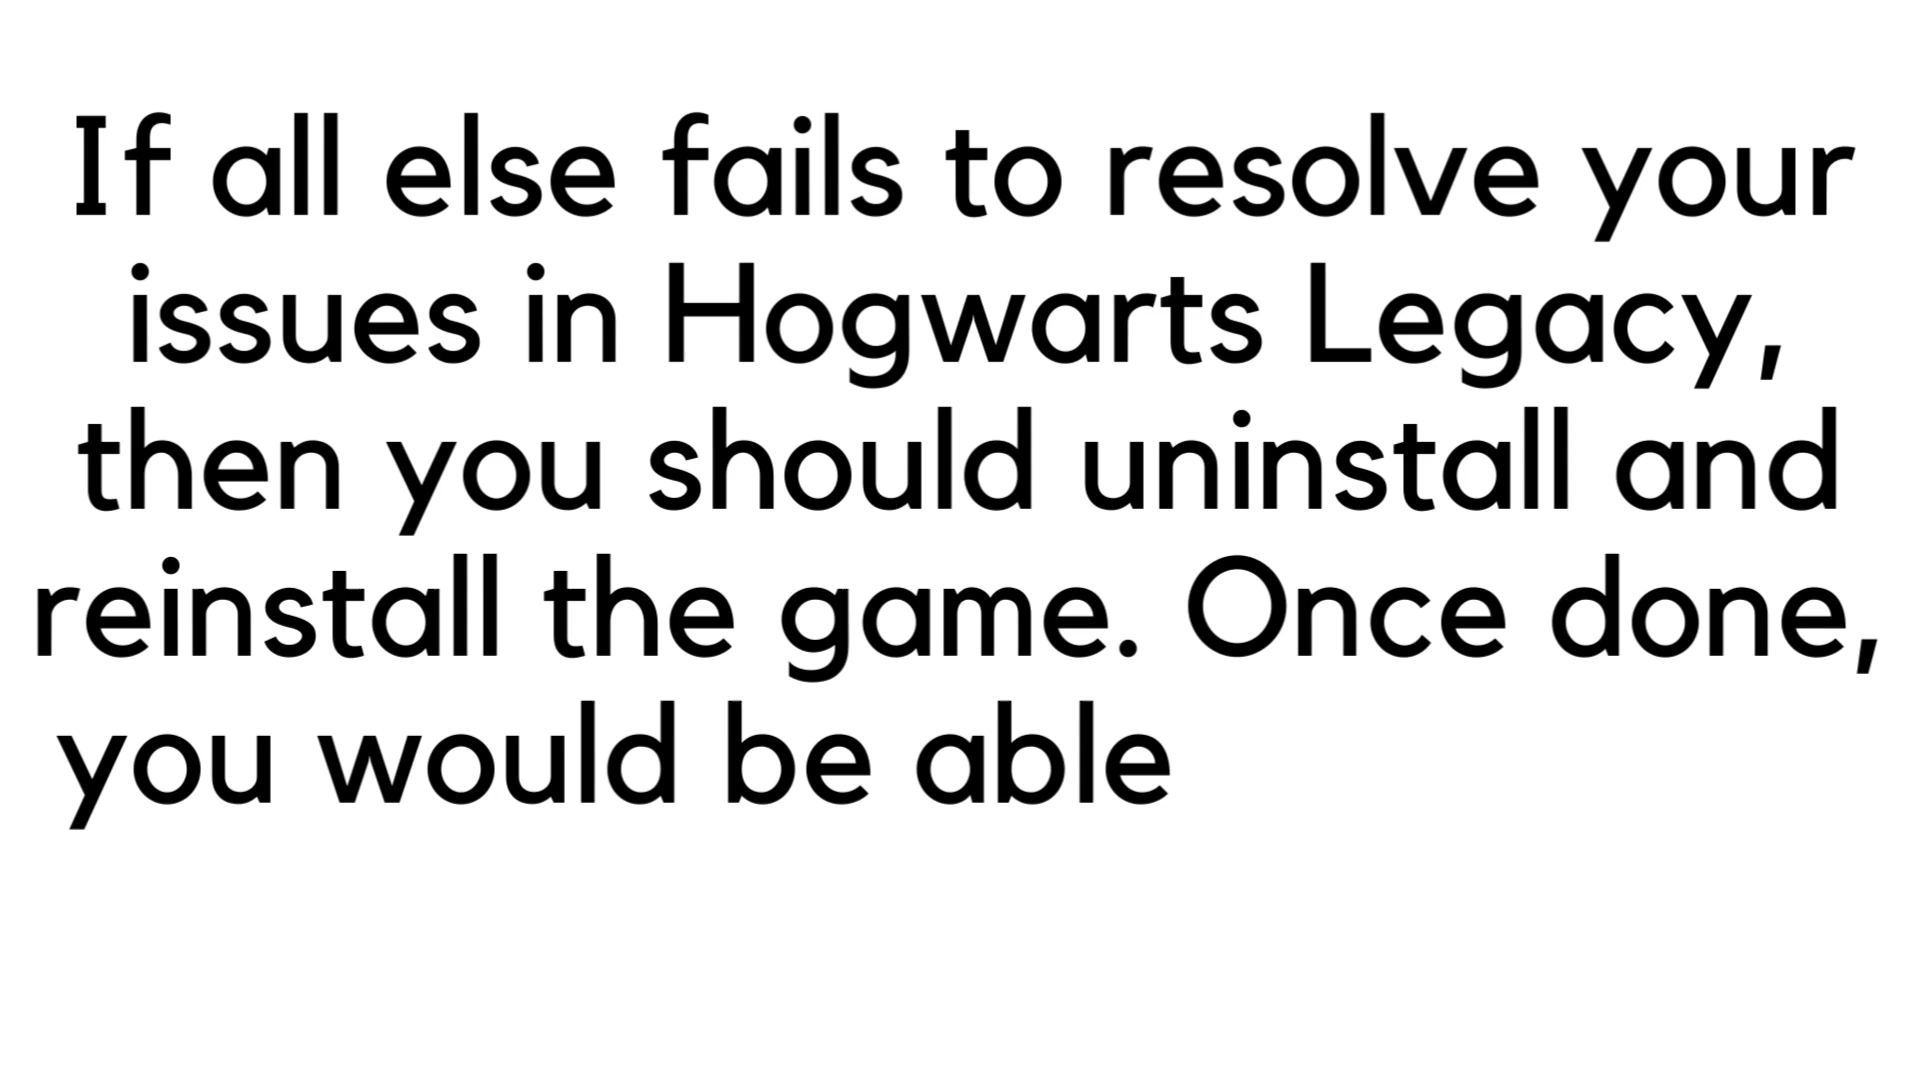 If all else fails to resolve your
issues in Hogwarts Legacy,
then you should uninstall and
reinstall the game. Once done,
you would be able